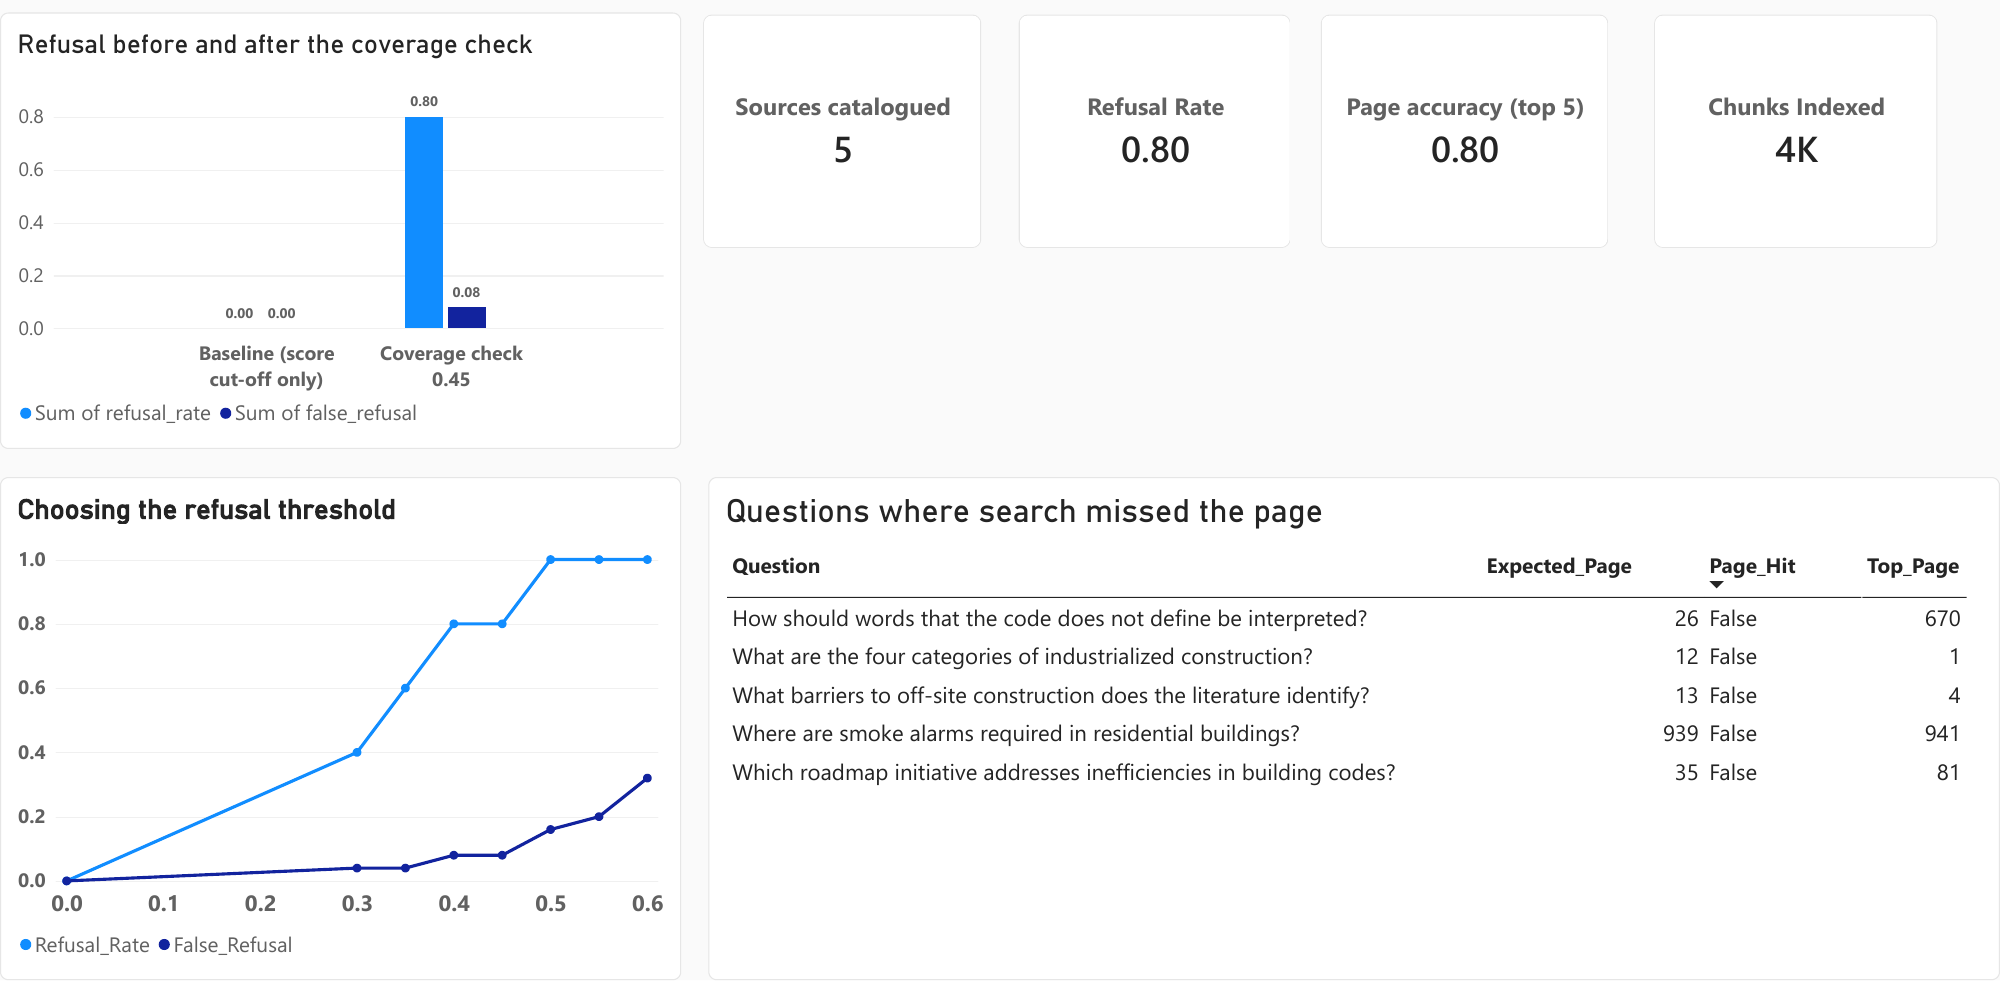 Refusal before and after the coverage check
0.8
0.6
0.4
0.2
0.0
0.80
0.08
0.00 0.00
Baseline (score
cut-off only)
Coverage check
0.45
Sum of refusal_rate Sum of false_refusal
Sources catalogued
5
Refusal Rate
0.80
Page accuracy (top 5)
0.80
Chunks Indexed
4K
Choosing the refusal threshold
1.0
0.8
0.6
0.4
0.2
0.0
0.0 0.1 0.2 0.3 0.4 0.5 0.6
Refusal_Rate False_Refusal
Questions where search missed the page
Question Expected_Page Page_Hit Top_Page
How should words that the code does not define be interpreted? 26 False 670
What are the four categories of industrialized construction? 12 False 1
What barriers to off-site construction does the literature identify? 13 False 4
Where are smoke alarms required in residential buildings? 939 False 941
Which roadmap initiative addresses inefficiencies in building codes? 35 False 81